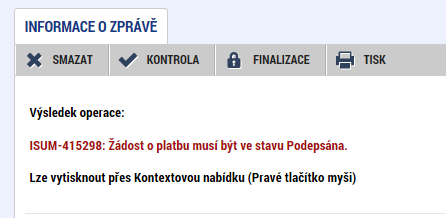 INFORMACE O ZPRÁVĚ
SMAZAT KONTROLA FINALIZACE TISK
Výsledek operace:
ISUM-415298: Žádost o platbu musí být ve stavu Podepsána.
Lze vytisknout přes Kontextovou nabídku (Pravé tlačítko myši)